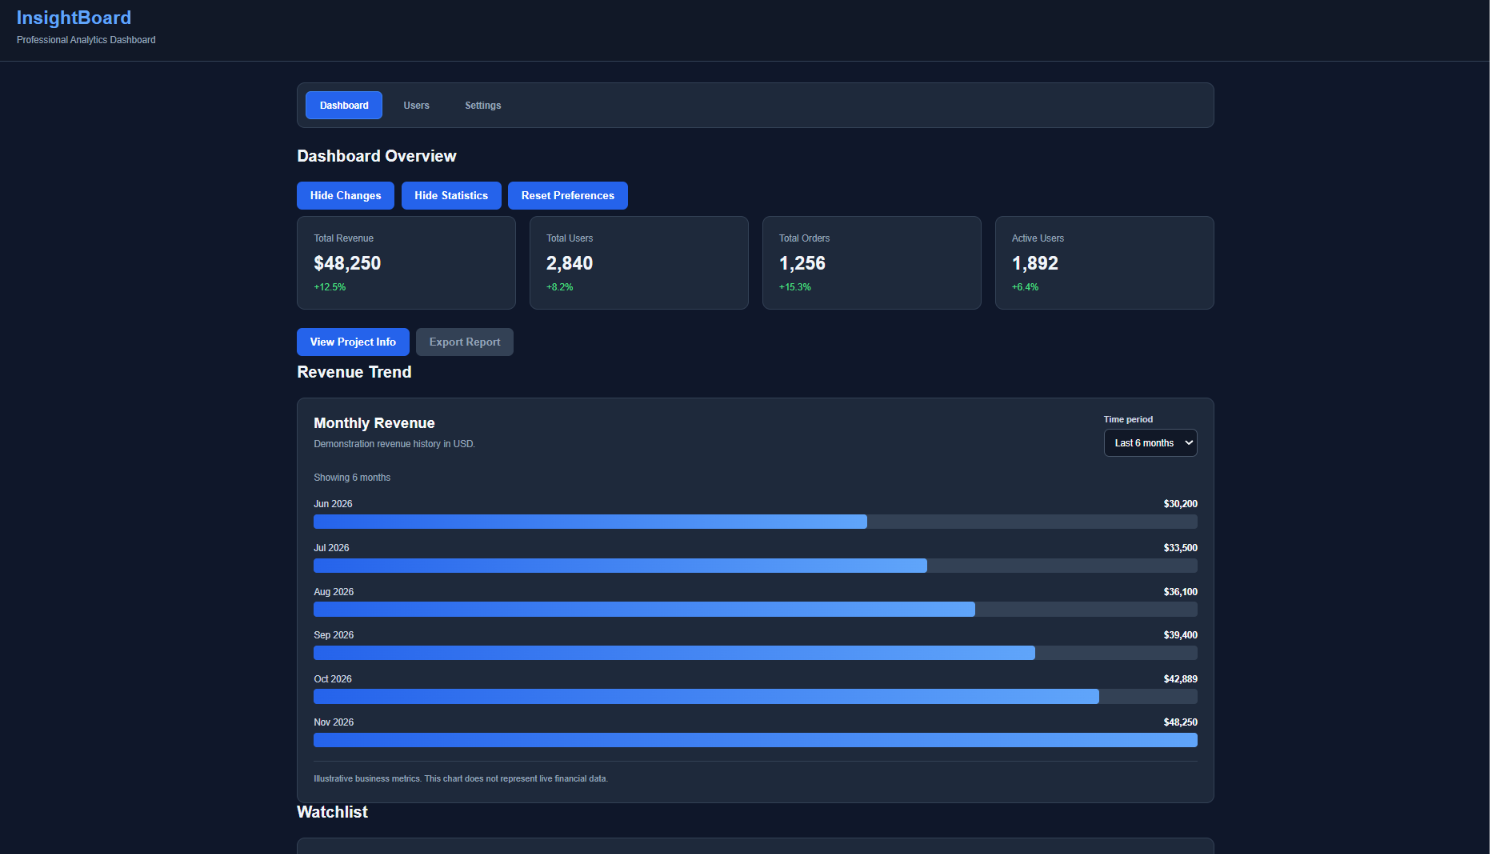 InsightBoard
Professional Analytics Dashboard
Dashboard Users Settings
Dashboard Overview
Hide Changes Hide Statistics Reset Preferences
Total Revenue Total Users Total Orders Active Users
$48,250 2,840 1,256 1,892
+12.5% +8.2% +15.3% +6.4%
View Project Info Export Report
Revenue Trend
Monthly Revenue
Demonstration revenue history in USD.
Time period
Last 6 months
Showing 6 months
Jun 2026 $30,200
Jul 2026 $33,500
Aug 2026 $36,100
Sep 2026 $39,400
Oct 2026 $42,889
Nov 2026 $48,250
Illustrative business metrics. This chart does not represent live financial data.
Watchlist